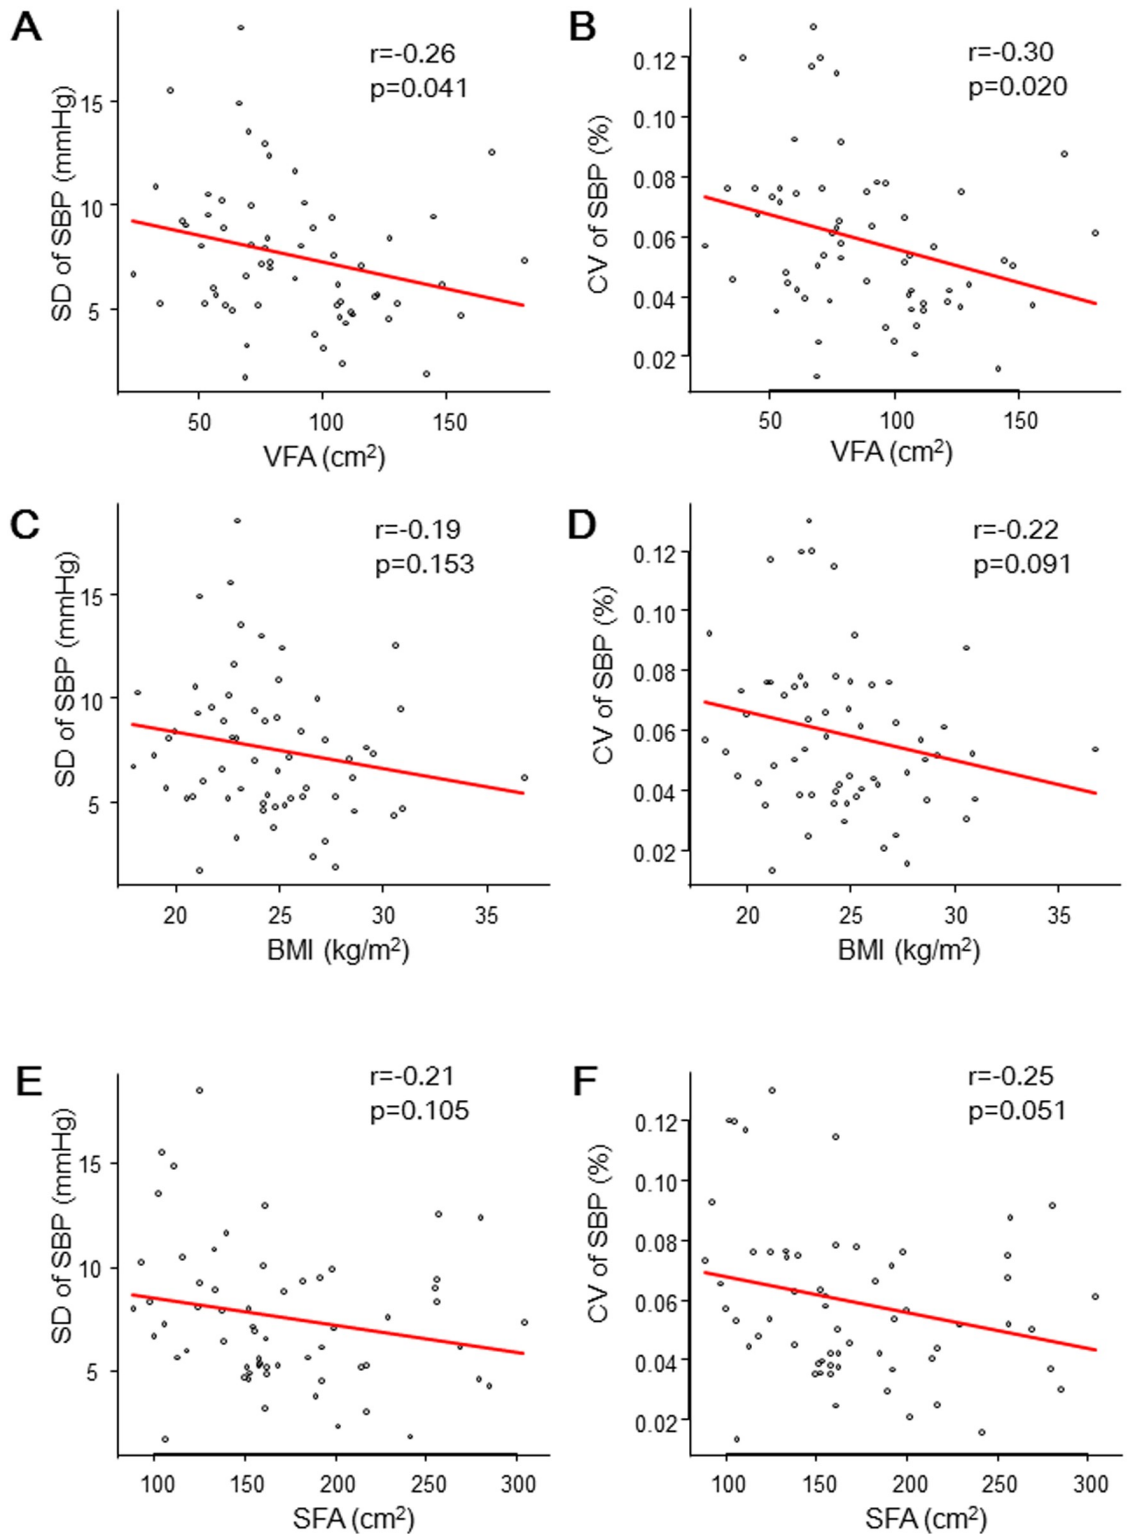 A
r=-0.26
p=0.041
SD of SBP (mmHg)
15
10
5
50 100 150
VFA (cm²)
B
r=-0.30
p=0.020
CV of SBP (%)
0.12
0.10
0.08
0.06
0.04
0.02
50 100 150
VFA (cm²)
C
r=-0.19
p=0.153
SD of SBP (mmHg)
15
10
5
20 25 30 35
BMI (kg/m²)
D
r=-0.22
p=0.091
CV of SBP (%)
0.12
0.10
0.08
0.06
0.04
0.02
20 25 30 35
BMI (kg/m²)
E
r=-0.21
p=0.105
SD of SBP (mmHg)
15
10
5
100 150 200 250 300
SFA (cm²)
F
r=-0.25
p=0.051
CV of SBP (%)
0.12
0.10
0.08
0.06
0.04
0.02
100 150 200 250 300
SFA (cm²)